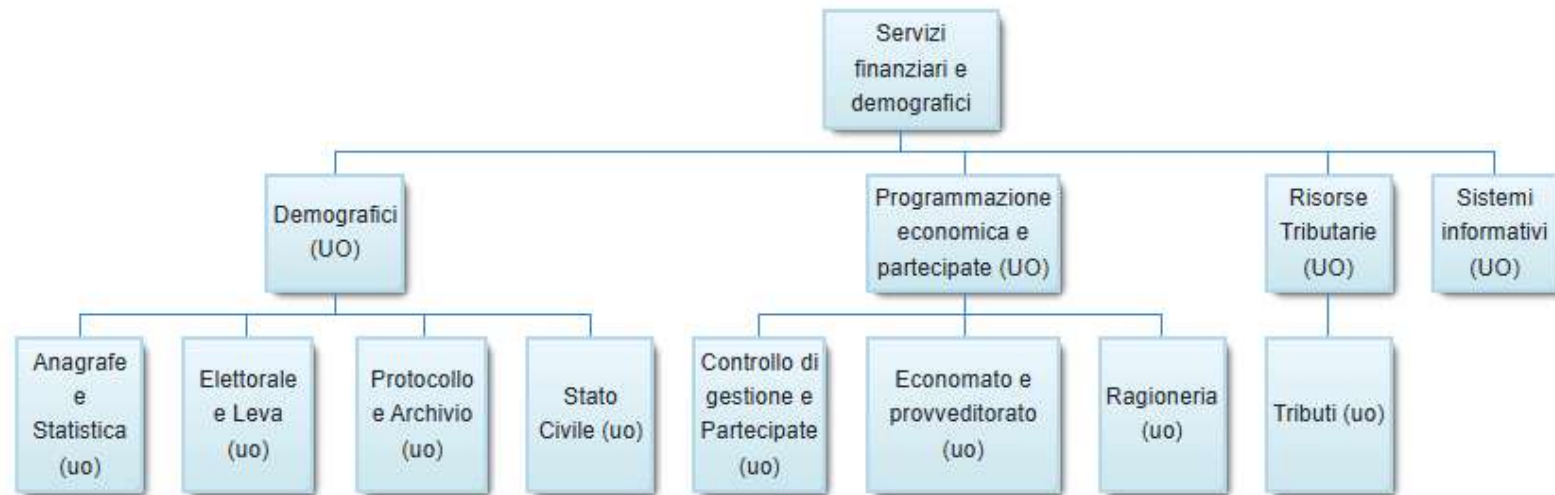 Servizi
finanziari e
demografici
Demografici
(UO)
Programmazione
economica e
partecipate (UO)
Risorse
Tributarie
(UO)
Sistemi
informativi
(UO)
Anagrafe
e
Statistica
(uo)
Elettorale
e Leva
(uo)
Protocollo
e Archivio
(uo)
Stato
Civile (uo)
Controllo di
gestione e
Partecipate
(uo)
Economato e
provveditorato
(uo)
Ragioneria
(uo)
Tributi (uo)